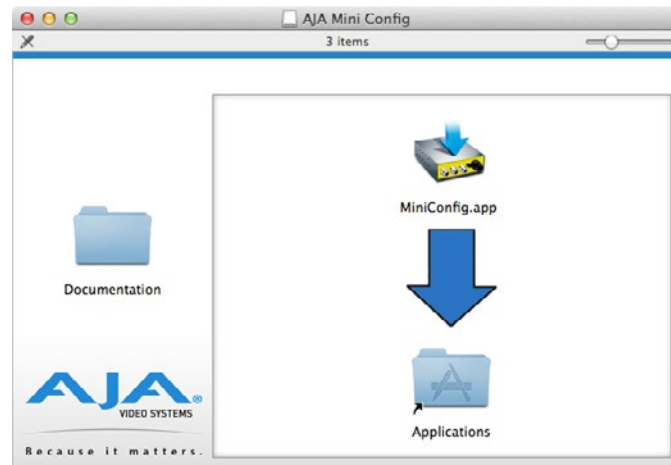 AJA Mini Config
3 items
MiniConfig.app
Documentation
Applications
AJA®
VIDEO SYSTEMS
Because it matters.